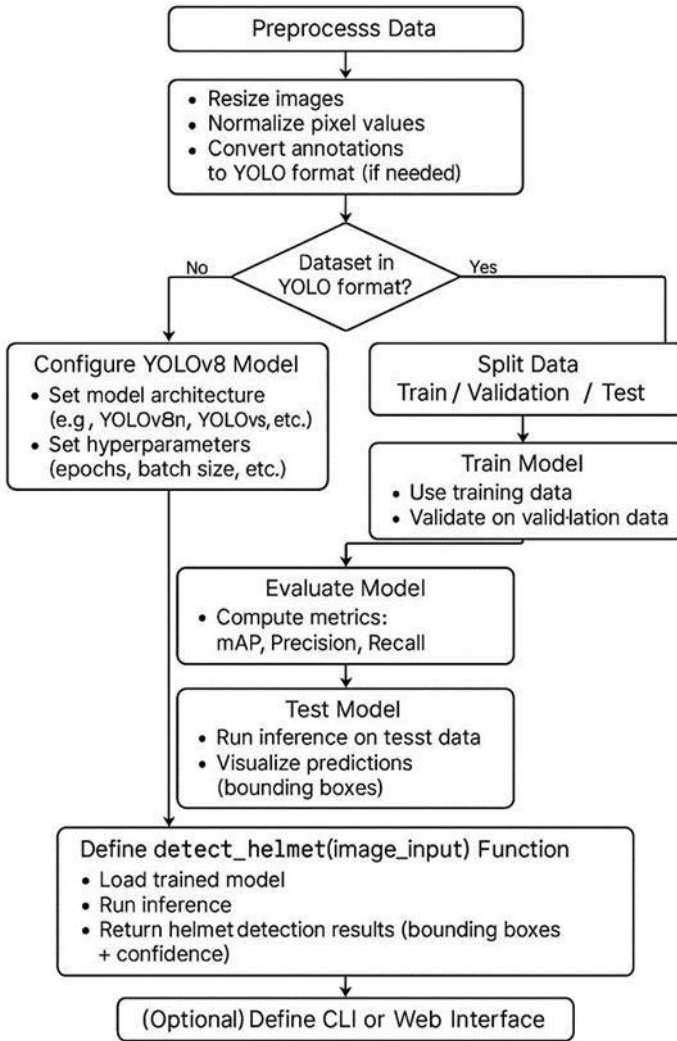 Preprocesss Data
• Resize images
• Normalize pixel values
• Convert annotations
to YOLO format (if needed)
Dataset in
YOLO format?
No
Yes
Configure YOLOv8 Model
• Set model architecture
(e.g, YOLOv8n, YOLOvs, etc.)
• Set hyperparameters
(epochs, batch size, etc.)
Split Data
Train / Validation / Test
Train Model
• Use training data
• Validate on valid-lation data
Evaluate Model
• Compute metrics:
mAP, Precision, Recall
Test Model
• Run inference on tesst data
• Visualize predictions
(bounding boxes)
Define detect_helmet(image_input) Function
• Load trained model
• Run inference
• Return helmet detection results (bounding boxes
+ confidence)
(Optional) Define CLI or Web Interface